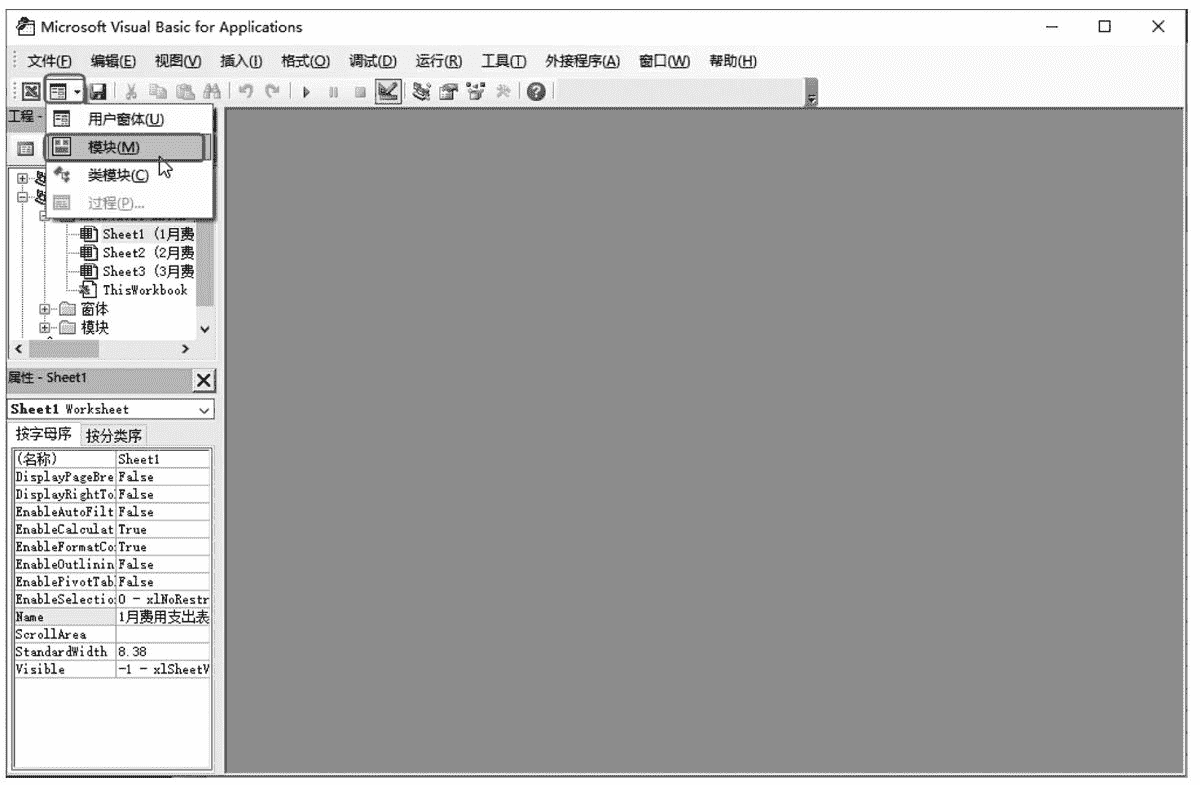 Microsoft Visual Basic for Applications
文件(F) 编辑(E) 视图(V) 插入(I) 格式(O) 调试(D) 运行(R) 工具(T) 外接程序(A) 窗口(W) 帮助(H)
工程 -
用户窗体(U)
模块(M)
类模块(C)
过程(P)...
Sheet1 (1月费
Sheet2 (2月费
Sheet3 (3月费
ThisWorkbook
窗体
模块
属性 - Sheet1
Sheet1 Worksheet
按字母序 按分类序
(名称) Sheet1
DisplayPageBre False
DisplayRightTo False
EnableAutoFilt False
EnableCalculat True
EnableFormatCo True
EnableOutlinin False
EnablePivotTab False
EnableSelectio 0 - xlNoRestr
Name 1月费用支出表
ScrollArea
StandardWidth 8.38
Visible -1 - xlSheetV